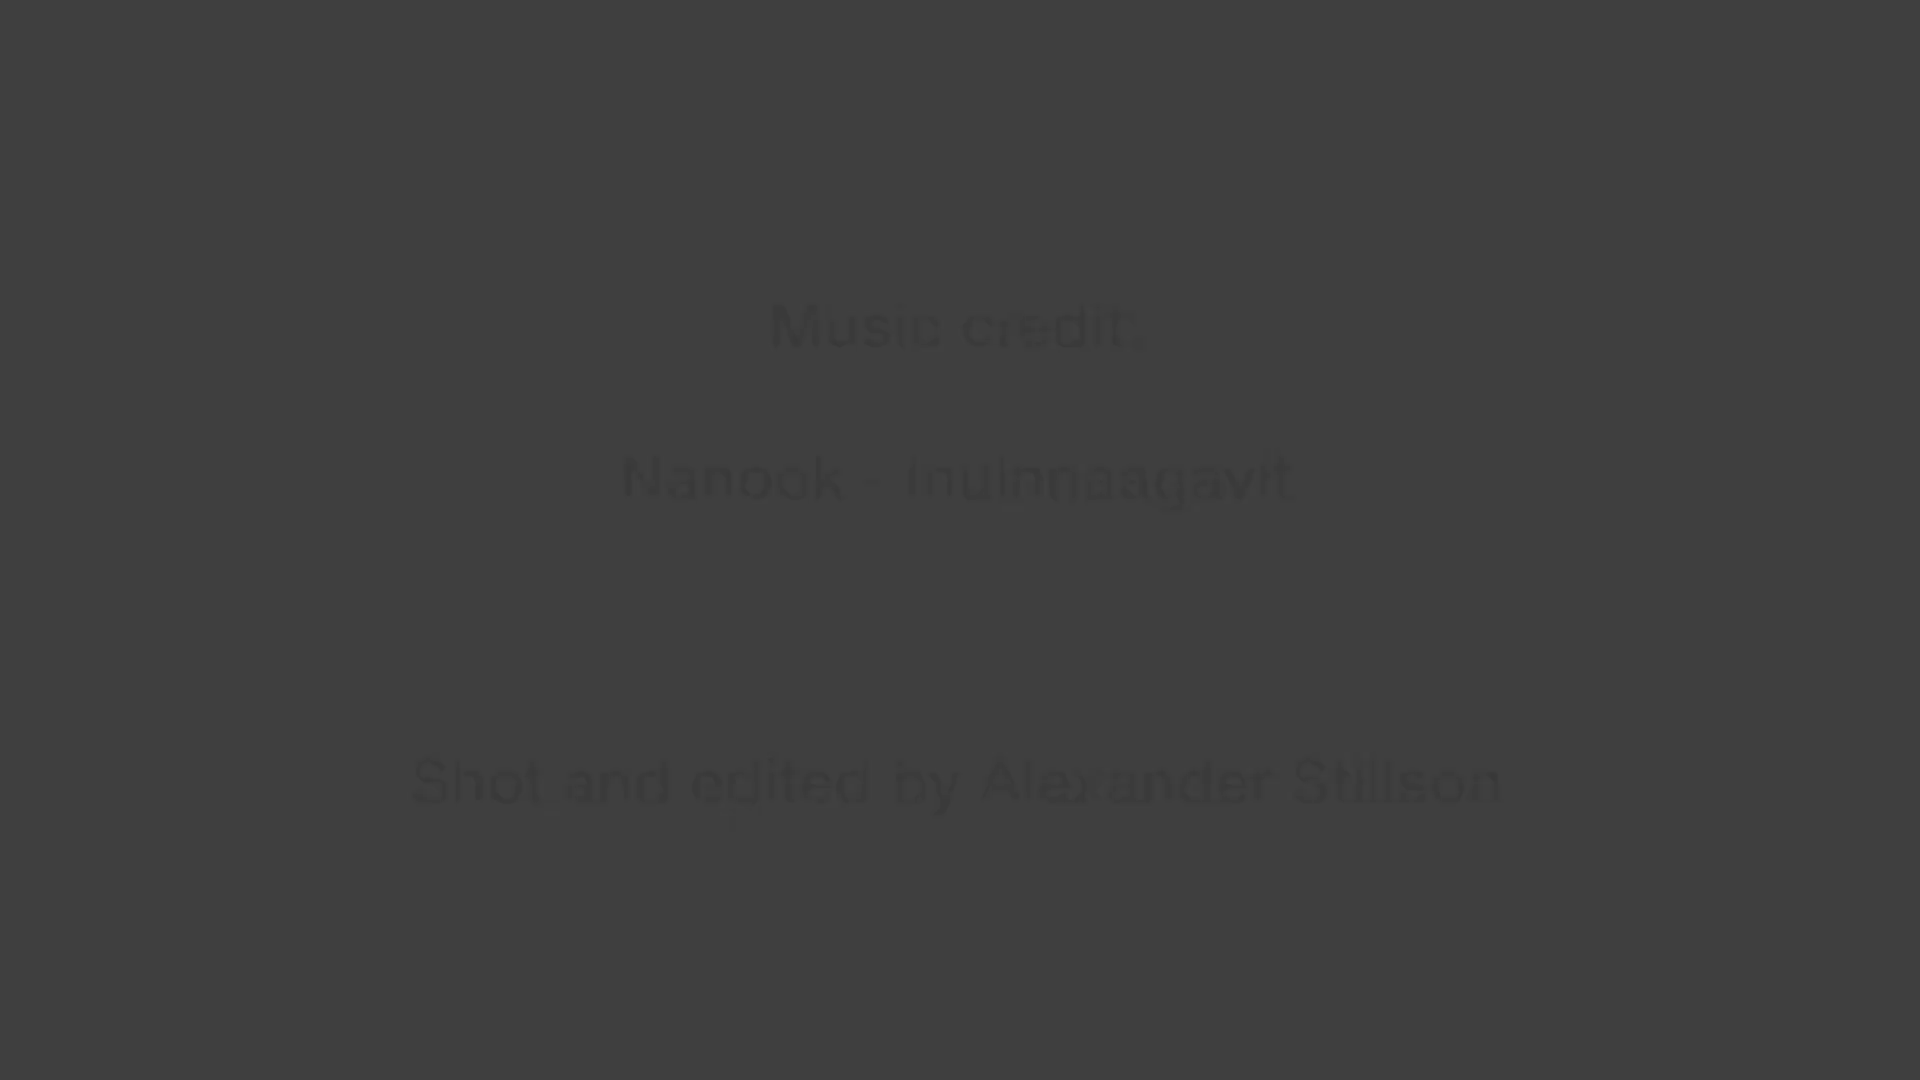 Music credit:
Nanook - Inuinnaagavit
Shot and edited by Alexander Stillson